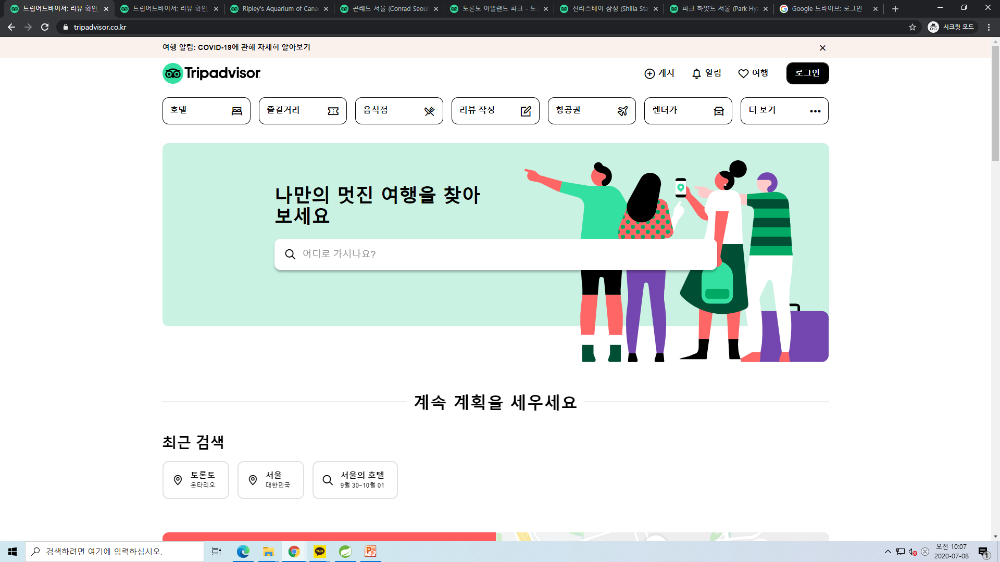 트립어드바이저: 리뷰 확인,
트립어드바이저: 리뷰 확인,
Ripley's Aquarium of Cana
콘래드 서울 (Conrad Seoul
토론토 아일랜드 파크 - 토
신라스테이 삼성 (Shilla Sta
파크 하얏트 서울 (Park Hya
Google 드라이브: 로그인
tripadvisor.co.kr
시크릿 모드
여행 알림: COVID-19에 관해 자세히 알아보기
Tripadvisor
게시
알림
여행
로그인
호텔
즐길거리
음식점
리뷰 작성
항공권
렌터카
더 보기
나만의 멋진 여행을 찾아
보세요
어디로 가시나요?
계속 계획을 세우세요
최근 검색
토론토
온타리오
서울
대한민국
서울의 호텔
9월 30~10월 01
검색하려면 여기에 입력하십시오.
TALK
오전 10:07
2020-07-08
1